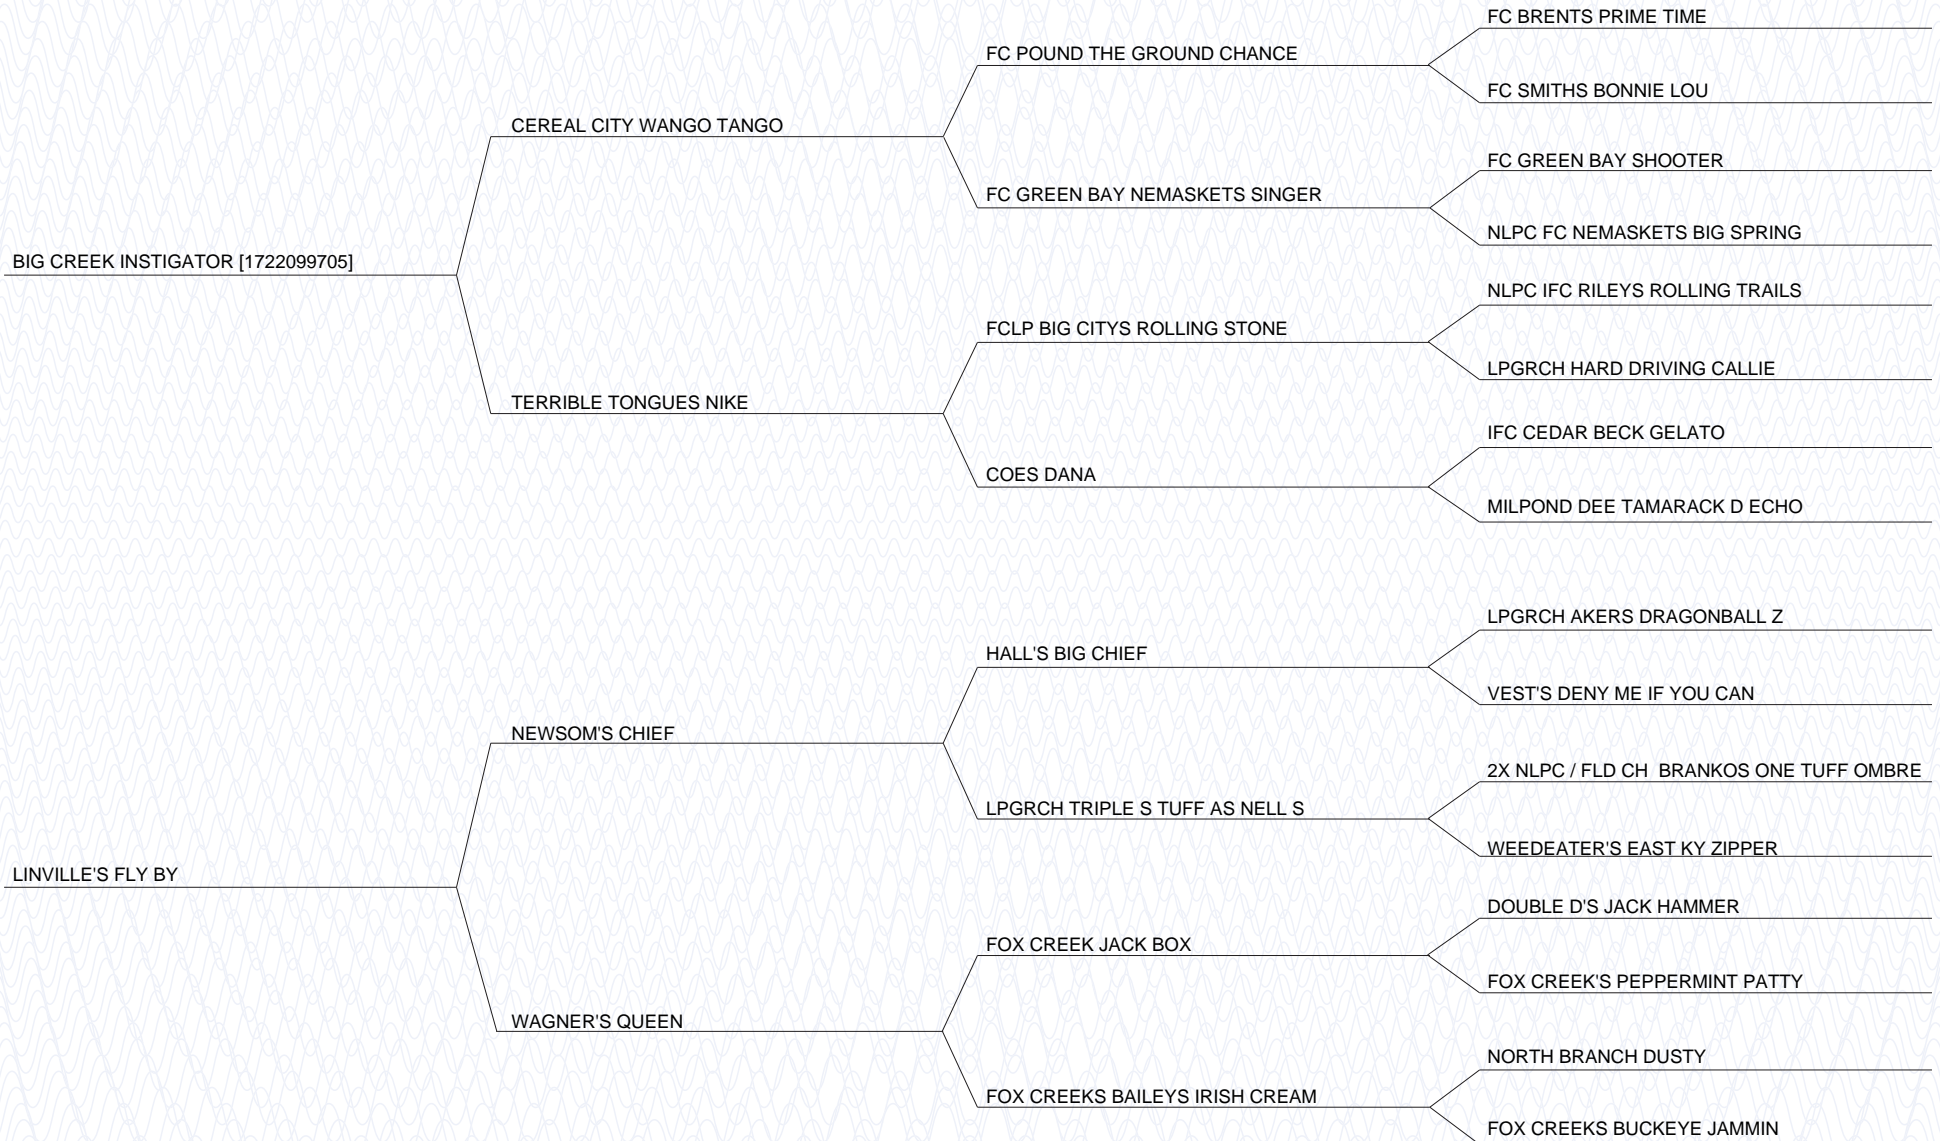 FC BRENTS PRIME TIME
FC POUND THE GROUND CHANCE
FC SMITHS BONNIE LOU
CEREAL CITY WANGO TANGO
FC GREEN BAY SHOOTER
FC GREEN BAY NEMASKETS SINGER
NLPC FC NEMASKETS BIG SPRING
BIG CREEK INSTIGATOR [1722099705]
NLPC IFC RILEYS ROLLING TRAILS
FCLP BIG CITYS ROLLING STONE
LPGRCH HARD DRIVING CALLIE
TERRIBLE TONGUES NIKE
IFC CEDAR BECK GELATO
COES DANA
MILPOND DEE TAMARACK D ECHO
LPGRCH AKERS DRAGONBALL Z
HALL'S BIG CHIEF
VEST'S DENY ME IF YOU CAN
NEWSOM'S CHIEF
2X NLPC / FLD CH  BRANKOS ONE TUFF OMBRE
LPGRCH TRIPLE S TUFF AS NELL S
WEEDEATER'S EAST KY ZIPPER
LINVILLE'S FLY BY
DOUBLE D'S JACK HAMMER
FOX CREEK JACK BOX
FOX CREEK'S PEPPERMINT PATTY
WAGNER'S QUEEN
NORTH BRANCH DUSTY
FOX CREEKS BAILEYS IRISH CREAM
FOX CREEKS BUCKEYE JAMMIN